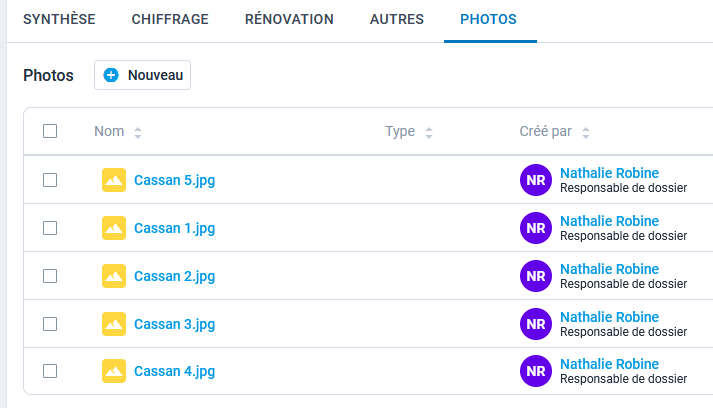 SYNTHÈSE CHIFFRAGE RÉNOVATION AUTRES PHOTOS
Photos Nouveau
Nom Type Créé par
Cassan 5.jpg NR Nathalie Robine
Responsable de dossier
Cassan 1.jpg NR Nathalie Robine
Responsable de dossier
Cassan 2.jpg NR Nathalie Robine
Responsable de dossier
Cassan 3.jpg NR Nathalie Robine
Responsable de dossier
Cassan 4.jpg NR Nathalie Robine
Responsable de dossier